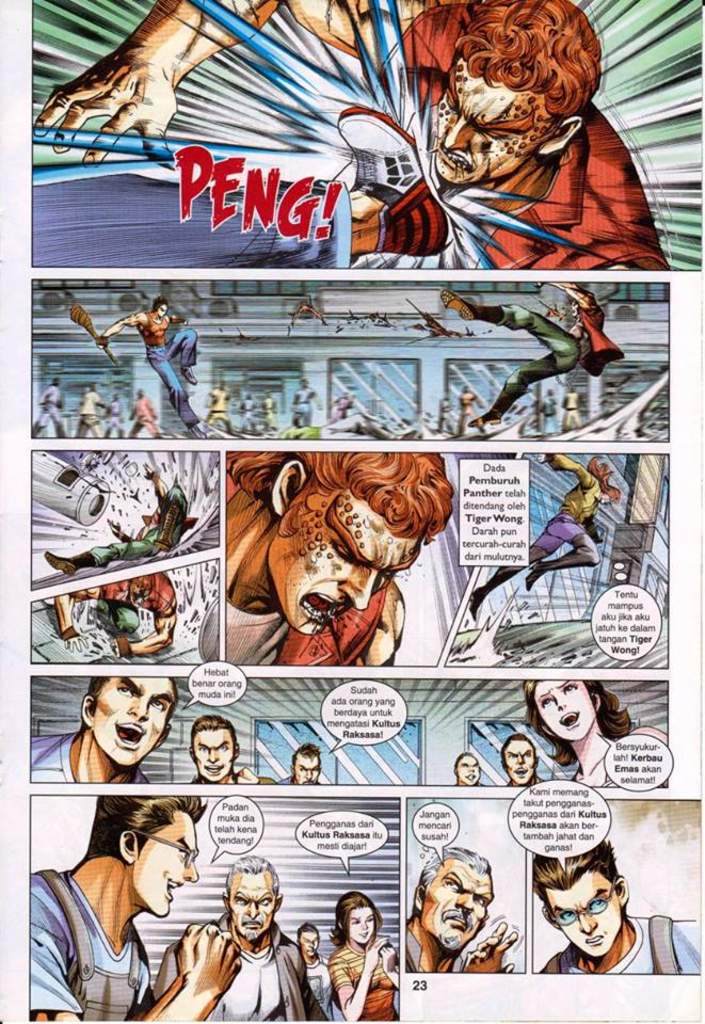 PENG!
Dada
Pemburuh
Panther telah
ditendang oleh
Tiger Wong.
Darah pun
tercurah-curah
dari mulutnya.
Tentu
mampus
aku jika aku
jatuh ke dalam
tangan Tiger
Wong!
Hebat
benar orang
muda ini!
Sudah
ada orang yang
berdaya untuk
mengatasi Kultus
Raksasa!
Bersyukur-
lah! Kerbau
Emas akan
selamat!
Padan
muka dia
telah kena
tendang!
Pengganas dari
Kultus Raksasa itu
mesti diajar!
Jangan
mencari
susah!
Kami memang
takut pengganas-
pengganas dari Kultus
Raksasa akan ber-
tambah jahat dan
ganas!
23